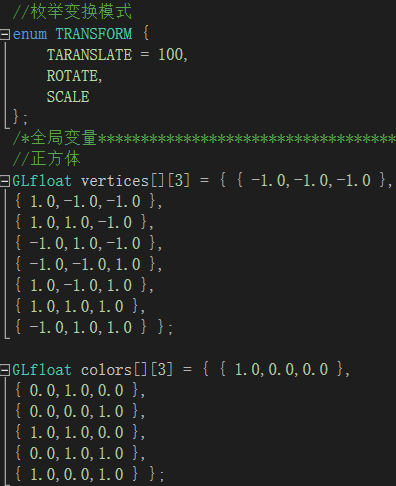 //枚举变换模式
enum TRANSFORM {
TARANSLATE = 100,
ROTATE,
SCALE
};
/*全局变量***********************************
//正方体
GLfloat vertices[][3] = { { -1.0,-1.0,-1.0 },
{ 1.0,-1.0,-1.0 },
{ 1.0,1.0,-1.0 },
{ -1.0,1.0,-1.0 },
{ -1.0,-1.0,1.0 },
{ 1.0,-1.0,1.0 },
{ 1.0,1.0,1.0 },
{ -1.0,1.0,1.0 } };
GLfloat colors[][3] = { { 1.0,0.0,0.0 },
{ 0.0,1.0,0.0 },
{ 0.0,0.0,1.0 },
{ 1.0,1.0,0.0 },
{ 0.0,1.0,1.0 },
{ 1.0,0.0,1.0 } };